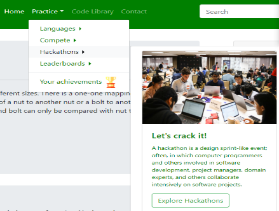 Home Practice Code Library Contact Search
Languages
Compete
Hackathons
Leaderboards
Your achievements
fferent sizes. There is a one-one mapping
of a nut to another nut or a bolt to anot
nd bolt can only be compared with nut t
Let's crack it!
A hackathon is a design sprint-like event;
often, in which computer programmers
and others involved in software
development, project managers, domain
experts, and others collaborate
intensively on software projects.
Explore Hackathons